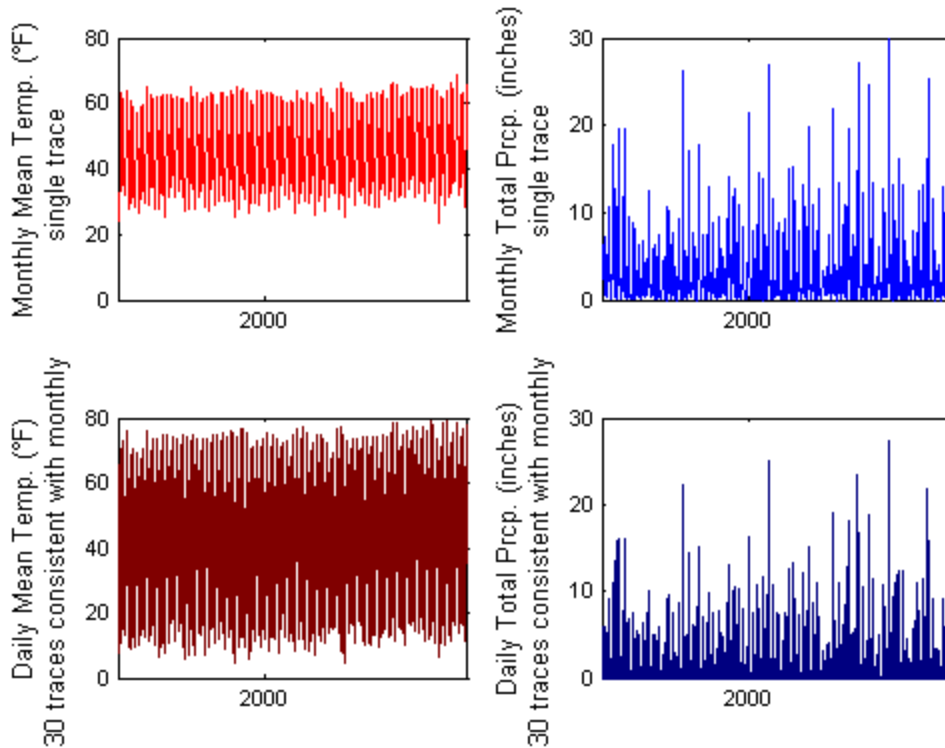 Monthly Mean Temp. (°F)
single trace
80
60
40
20
0
2000
Monthly Total Prcp. (inches)
single trace
30
20
10
0
2000
Daily Mean Temp. (°F)
30 traces consistent with monthly
80
60
40
20
0
2000
Daily Total Prcp. (inches)
30 traces consistent with monthly
30
20
10
0
2000